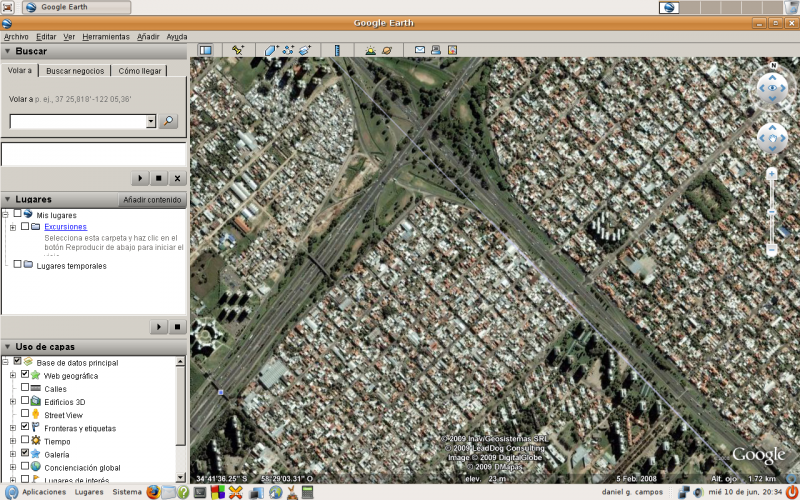 Google Earth
Google Earth
Archivo Editar Ver Herramientas Añadir Ayuda
Buscar
Volar a Buscar negocios Cómo llegar
Volar a p. ej., 37 25,818'-122 05,36'
Lugares
Añadir contenido
Mis lugares
Excursiones
Selecciona esta carpeta y haz clic en el
botón Reproducir de abajo para iniciar el
Lugares temporales
Uso de capas
Base de datos principal
Web geográfica
Calles
Edificios 3D
Street View
Fronteras y etiquetas
Tiempo
Galería
Concienciación global
Lugares de interés
N
© 2009 Inav/Geosistemas SRL
© 2009 LeadDog Consulting
Image © 2009 DigitalGlobe
© 2009 DMapas
Google
34°41'36.25" S 58°29'03.31" O elev. 23 m 5 Feb. 2008 Alt. ojo 1.72 km
Aplicaciones Lugares Sistema daniel g. campos mié 10 de jun, 20:34